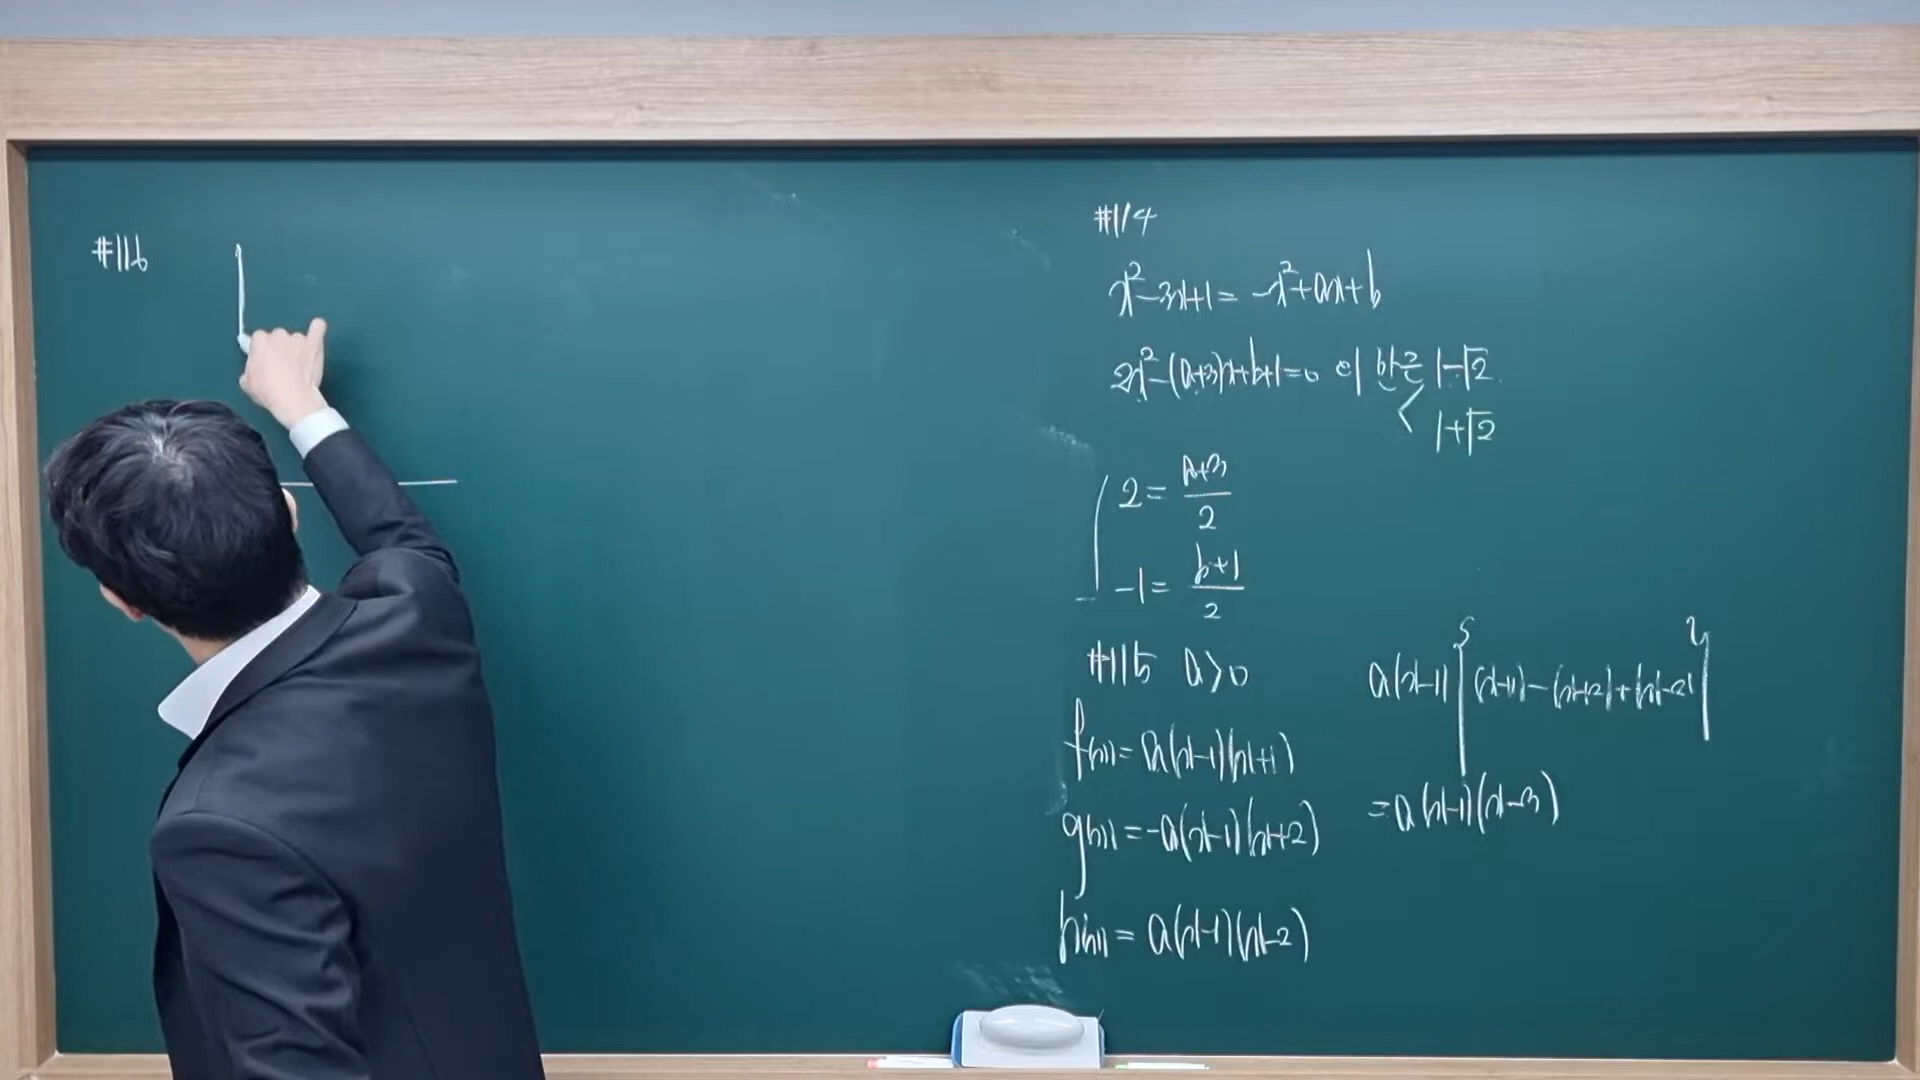 #116
#114
x²-3x+1 = -x²+ax+b
2x²-(a+3)x+b+1=0 이 한근 1-√2
1+√2
2 = (a+3)/2
-1 = (b+1)/2
#115 a>0
f(x) = a(x-1)(x+1)
g(x) = -a(x-1)(x+2)
h(x) = a(x-1)(x-2)
a(x-1){(x+1)-(x+2)+(x-2)}
= a(x-1)(x-3)